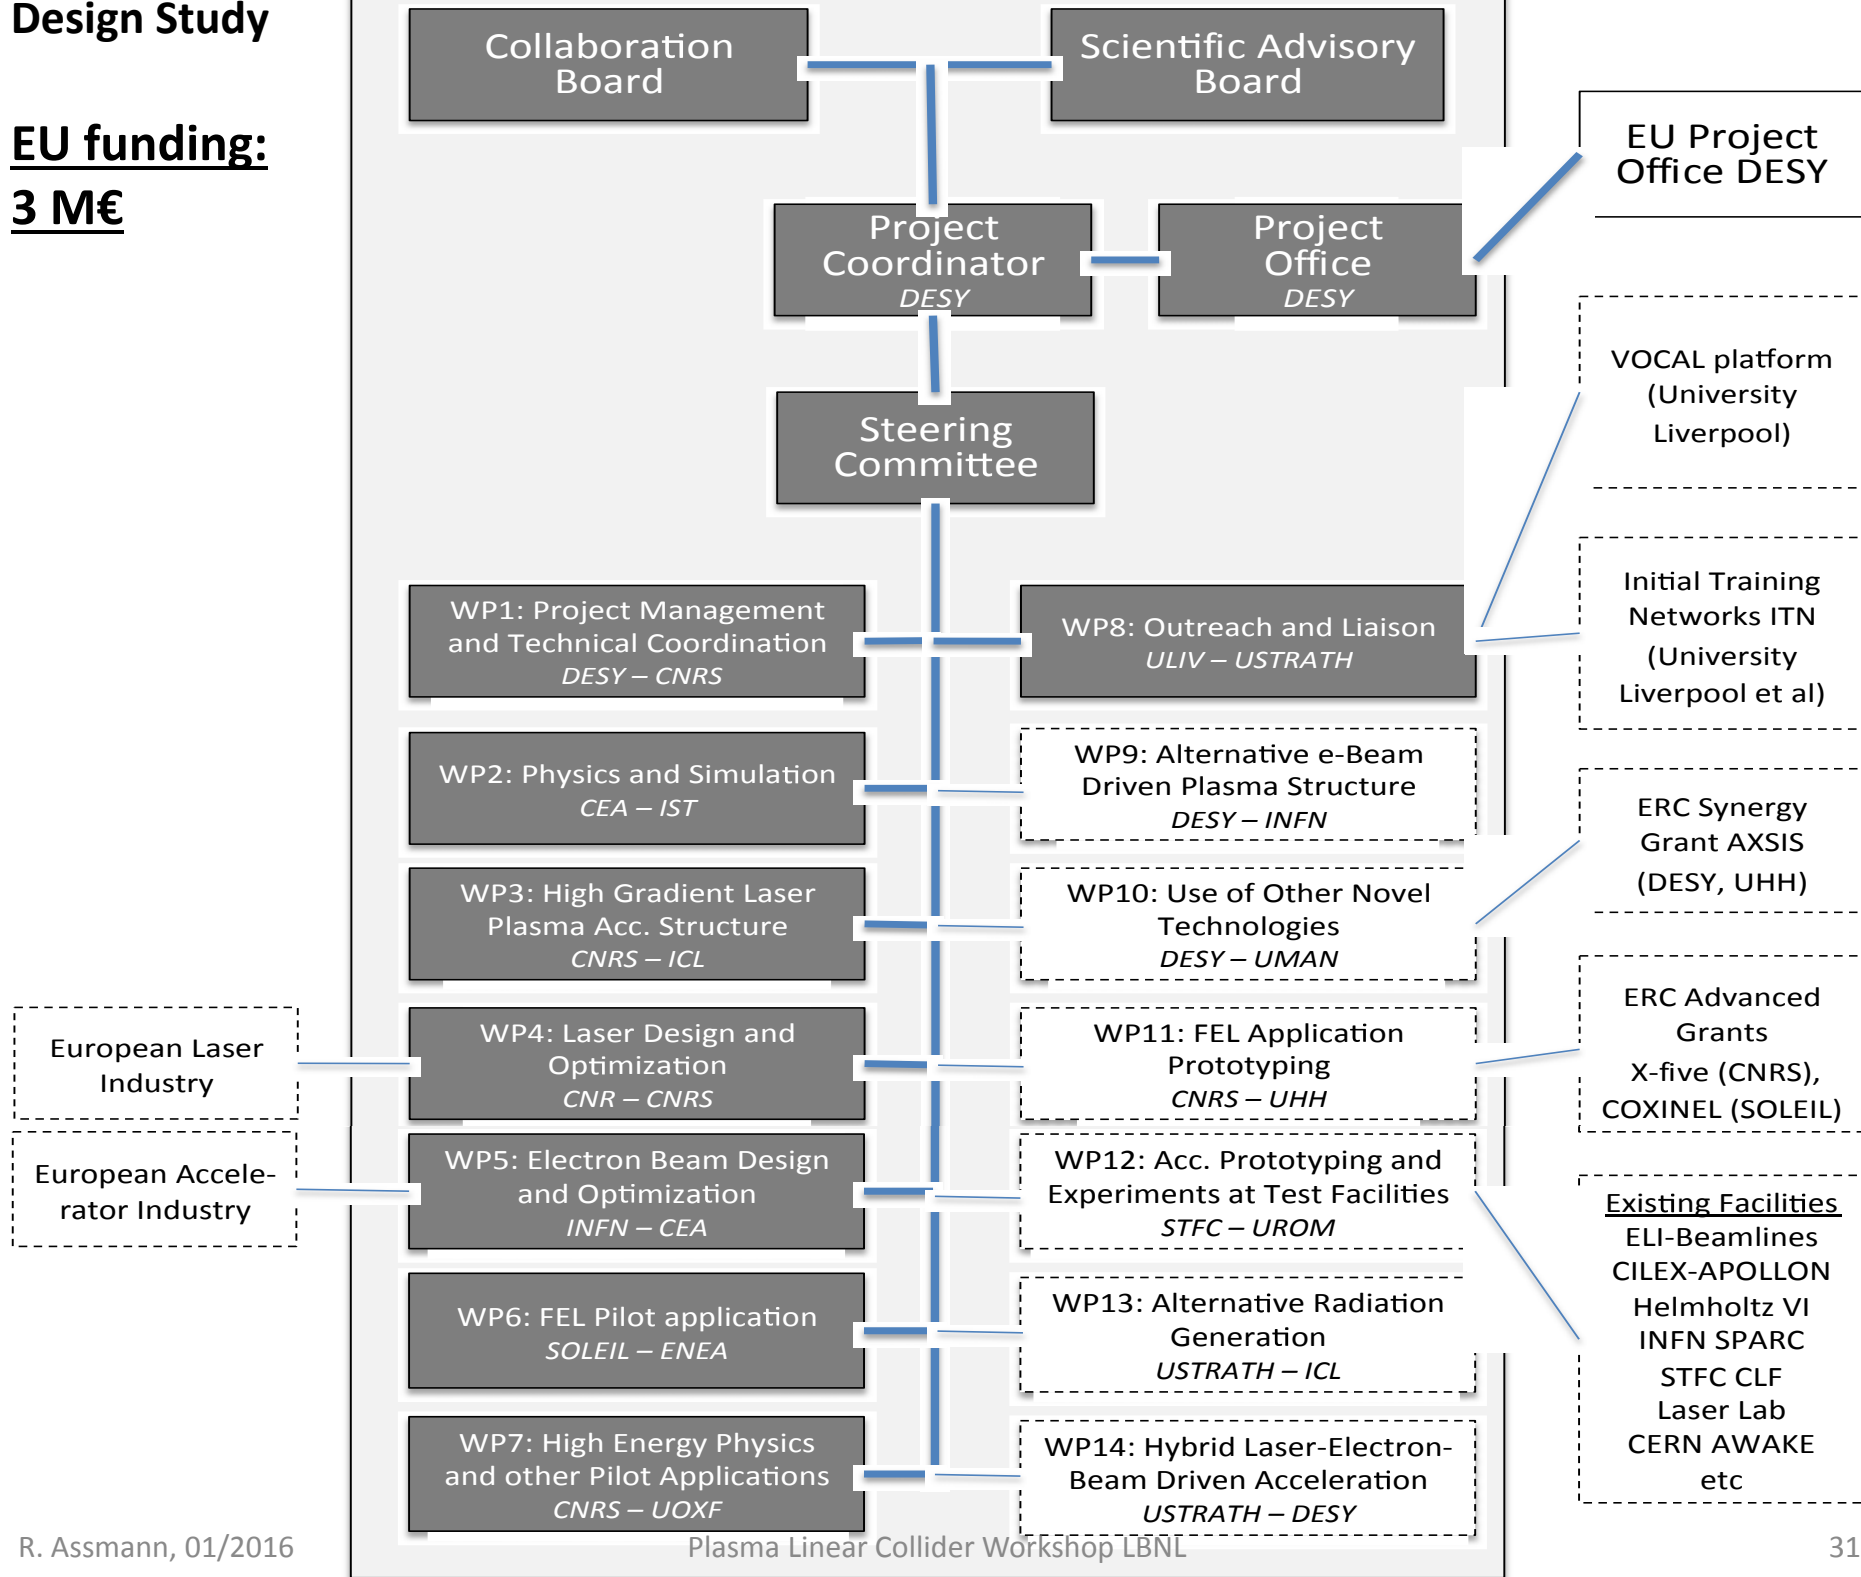 Design Study
EU funding:
3 M€
Collaboration
Board
Scientific Advisory
Board
EU Project
Office DESY
Project
Coordinator
DESY
Project
Office
DESY
Steering
Committee
VOCAL platform
(University
Liverpool)
Initial Training
Networks ITN
(University
Liverpool et al)
ERC Synergy
Grant AXSIS
(DESY, UHH)
ERC Advanced
Grants
X-five (CNRS),
COXINEL (SOLEIL)
Existing Facilities
ELI-Beamlines
CILEX-APOLLON
Helmholtz VI
INFN SPARC
STFC CLF
Laser Lab
CERN AWAKE
etc
WP1: Project Management
and Technical Coordination
DESY – CNRS
WP8: Outreach and Liaison
ULIV – USTRATH
WP2: Physics and Simulation
CEA – IST
WP9: Alternative e-Beam
Driven Plasma Structure
DESY – INFN
WP3: High Gradient Laser
Plasma Acc. Structure
CNRS – ICL
WP10: Use of Other Novel
Technologies
DESY – UMAN
European Laser
Industry
WP4: Laser Design and
Optimization
CNR – CNRS
WP11: FEL Application
Prototyping
CNRS – UHH
European Accele-
rator Industry
WP5: Electron Beam Design
and Optimization
INFN – CEA
WP12: Acc. Prototyping and
Experiments at Test Facilities
STFC – UROM
WP6: FEL Pilot application
SOLEIL – ENEA
WP13: Alternative Radiation
Generation
USTRATH – ICL
WP7: High Energy Physics
and other Pilot Applications
CNRS – UOXF
WP14: Hybrid Laser-Electron-
Beam Driven Acceleration
USTRATH – DESY
R. Assmann, 01/2016
Plasma Linear Collider Workshop LBNL
31